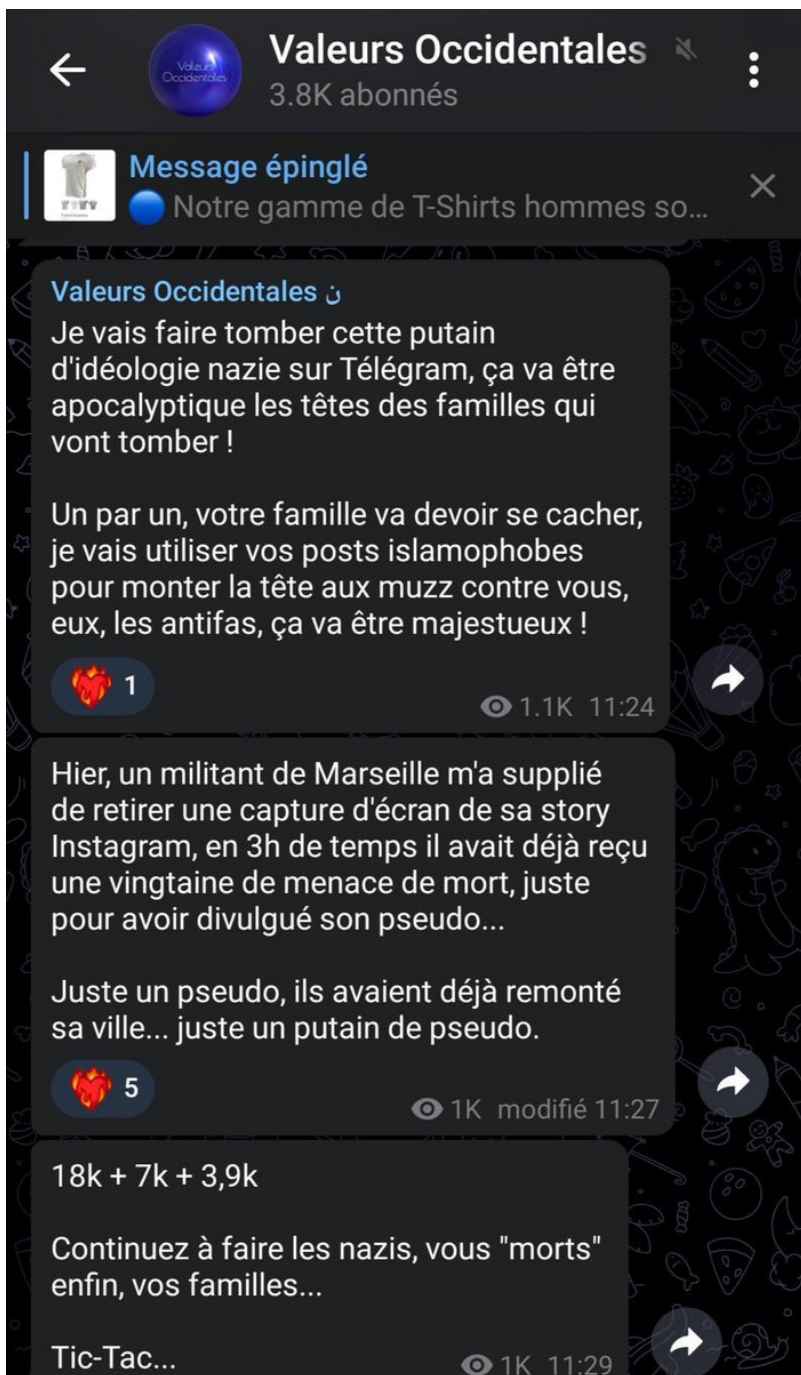 Valeurs Occidentales
3.8K abonnés
Valeurs
Occidentales
Message épinglé
Notre gamme de T-Shirts hommes so...
Valeurs Occidentales ن
Je vais faire tomber cette putain
d'idéologie nazie sur Télégram, ça va être
apocalyptique les têtes des familles qui
vont tomber !
Un par un, votre famille va devoir se cacher,
je vais utiliser vos posts islamophobes
pour monter la tête aux muzz contre vous,
eux, les antifas, ça va être majestueux !
1
1.1K 11:24
Hier, un militant de Marseille m'a supplié
de retirer une capture d'écran de sa story
Instagram, en 3h de temps il avait déjà reçu
une vingtaine de menace de mort, juste
pour avoir divulgué son pseudo...
Juste un pseudo, ils avaient déjà remonté
sa ville... juste un putain de pseudo.
5
1K modifié 11:27
18k + 7k + 3,9k
Continuez à faire les nazis, vous "morts"
enfin, vos familles...
Tic-Tac...
1K 11:29